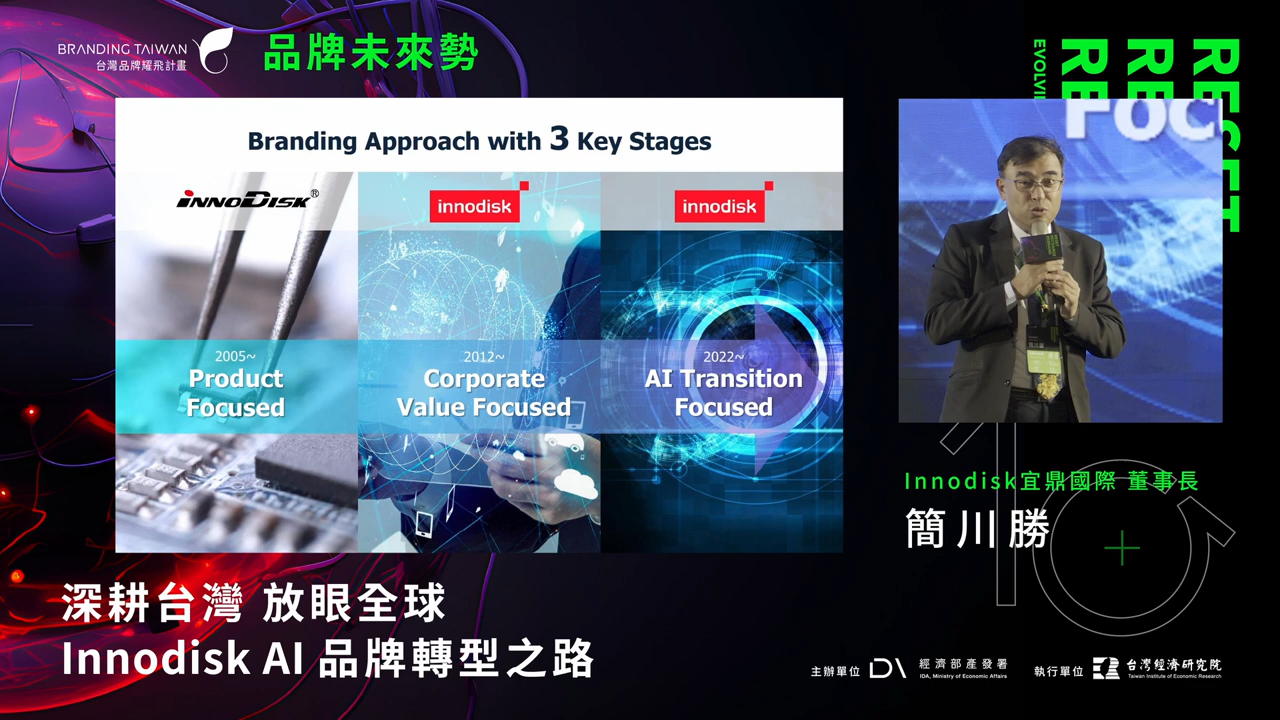 BRANDING TAIWAN
台灣品牌耀飛計畫
品牌未來勢
Branding Approach with 3 Key Stages
InnoDisk®
innodisk
innodisk
2005~
Product
Focused
2012~
Corporate
Value Focused
2022~
AI Transition
Focused
FOC
Innodisk宜鼎國際 董事長
簡川勝
深耕台灣 放眼全球
Innodisk AI 品牌轉型之路
主辦單位
經濟部產發署
IDA, Ministry of Economic Affairs
執行單位
台灣經濟研究院
Taiwan Institute of Economic Research